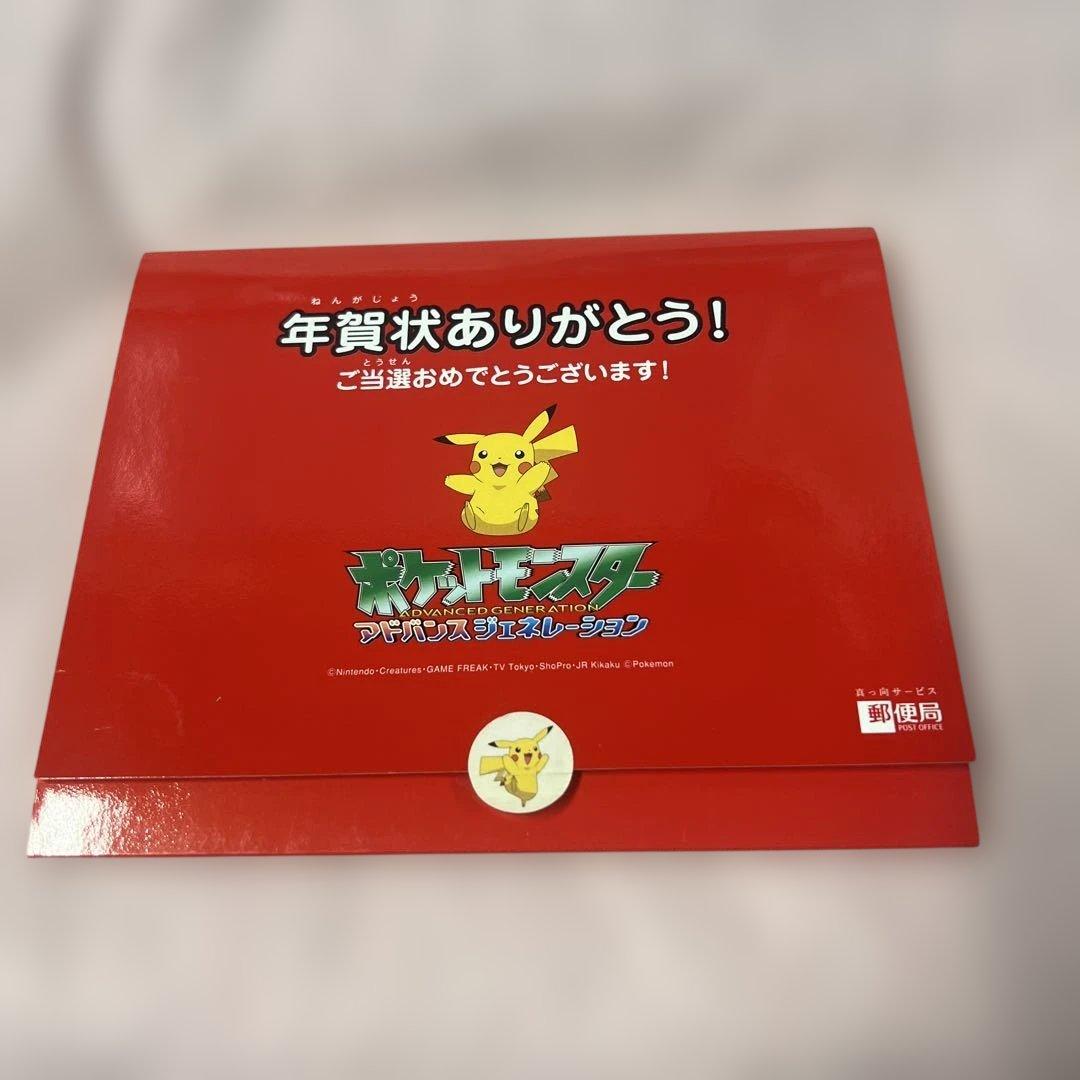 ねんがじょう
年賀状ありがとう!
とうせん
ご当選おめでとうございます!
ポケットモンスター
ADVANCED GENERATION
アドバンスジェネレーション
©Nintendo・Creatures・GAME FREAK・TV Tokyo・ShoPro・JR Kikaku ©Pokemon
真っ向サービス
郵便局
POST OFFICE